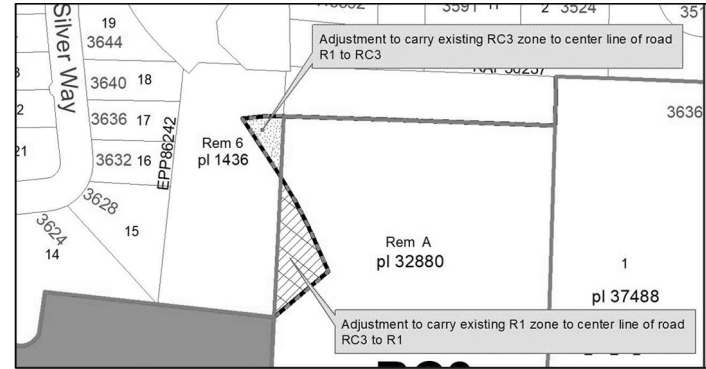 3591
11
2 3524
351
19
3644
Silver Way
Adjustment to carry existing RC3 zone to center line of road
R1 to RC3
3640 18
3636 17
3636
EPP86242
Rem 6
pl 1436
21
3632 16
3628
3624
15
14
Rem A
pl 32880
1
pl 37488
Adjustment to carry existing R1 zone to center line of road
RC3 to R1